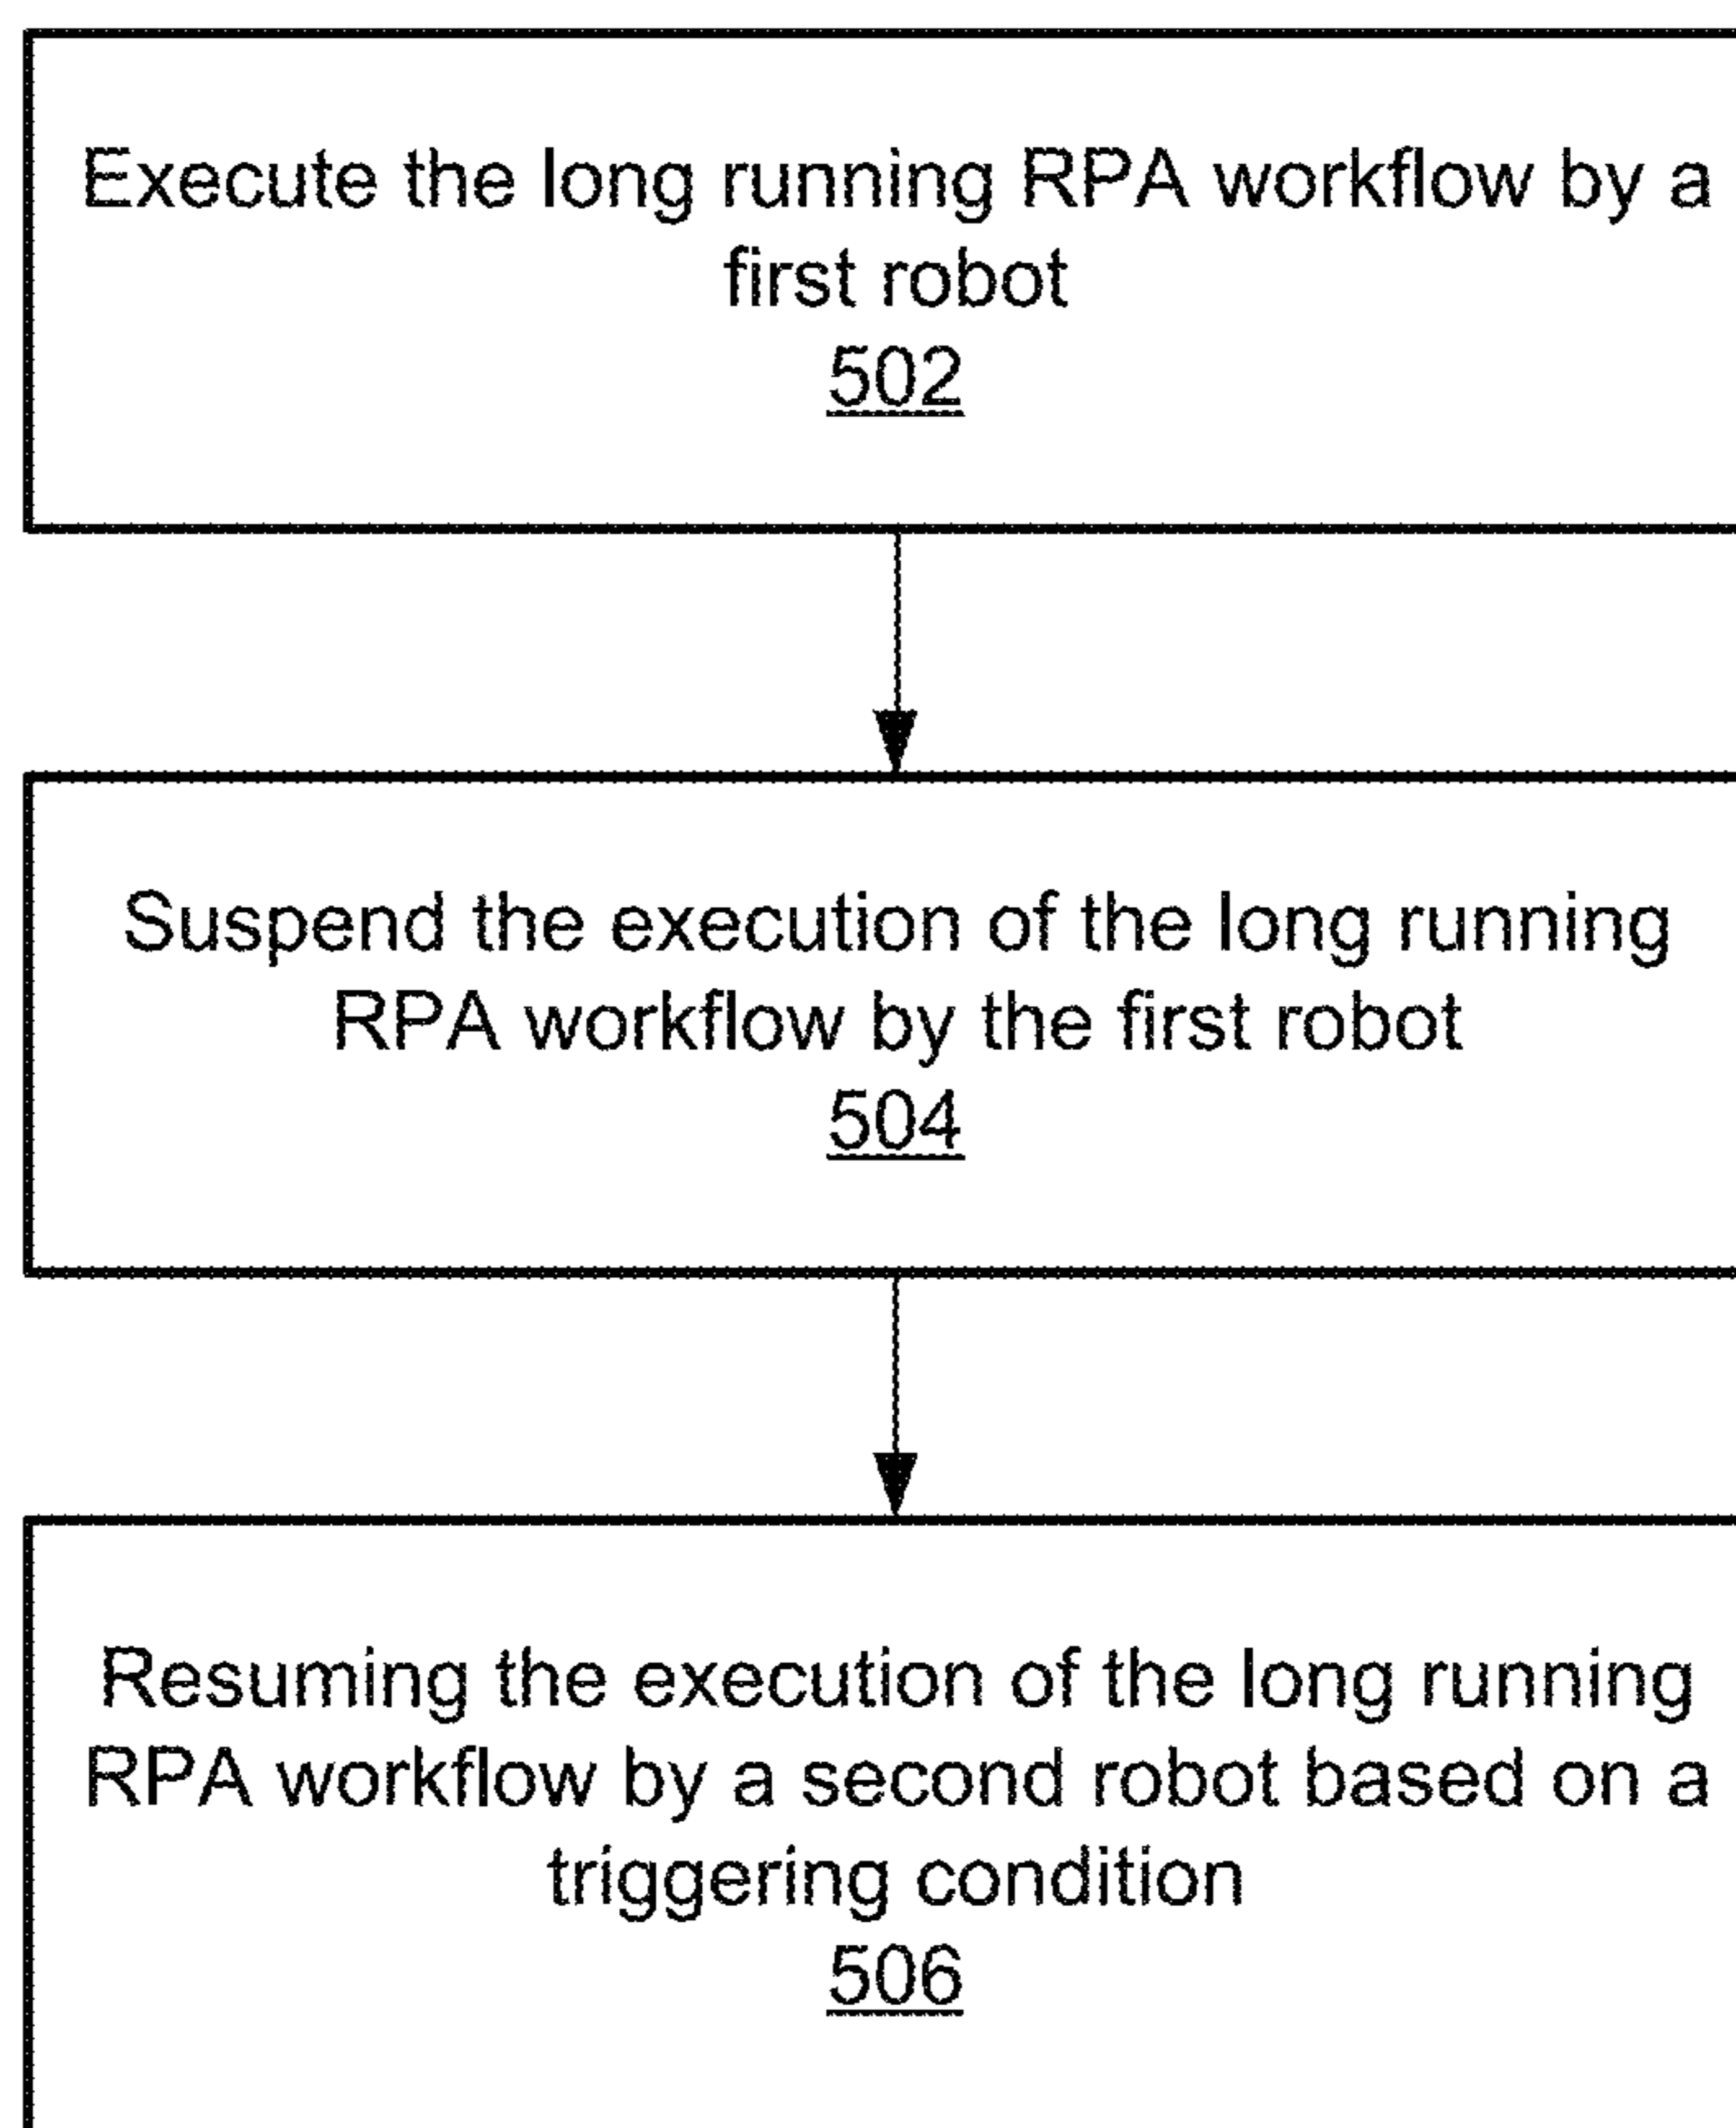 Execute the long running RPA workflow by a
first robot
502
Suspend the execution of the long running
RPA workflow by the first robot
504
Resuming the execution of the long running
RPA workflow by a second robot based on a
triggering condition
506